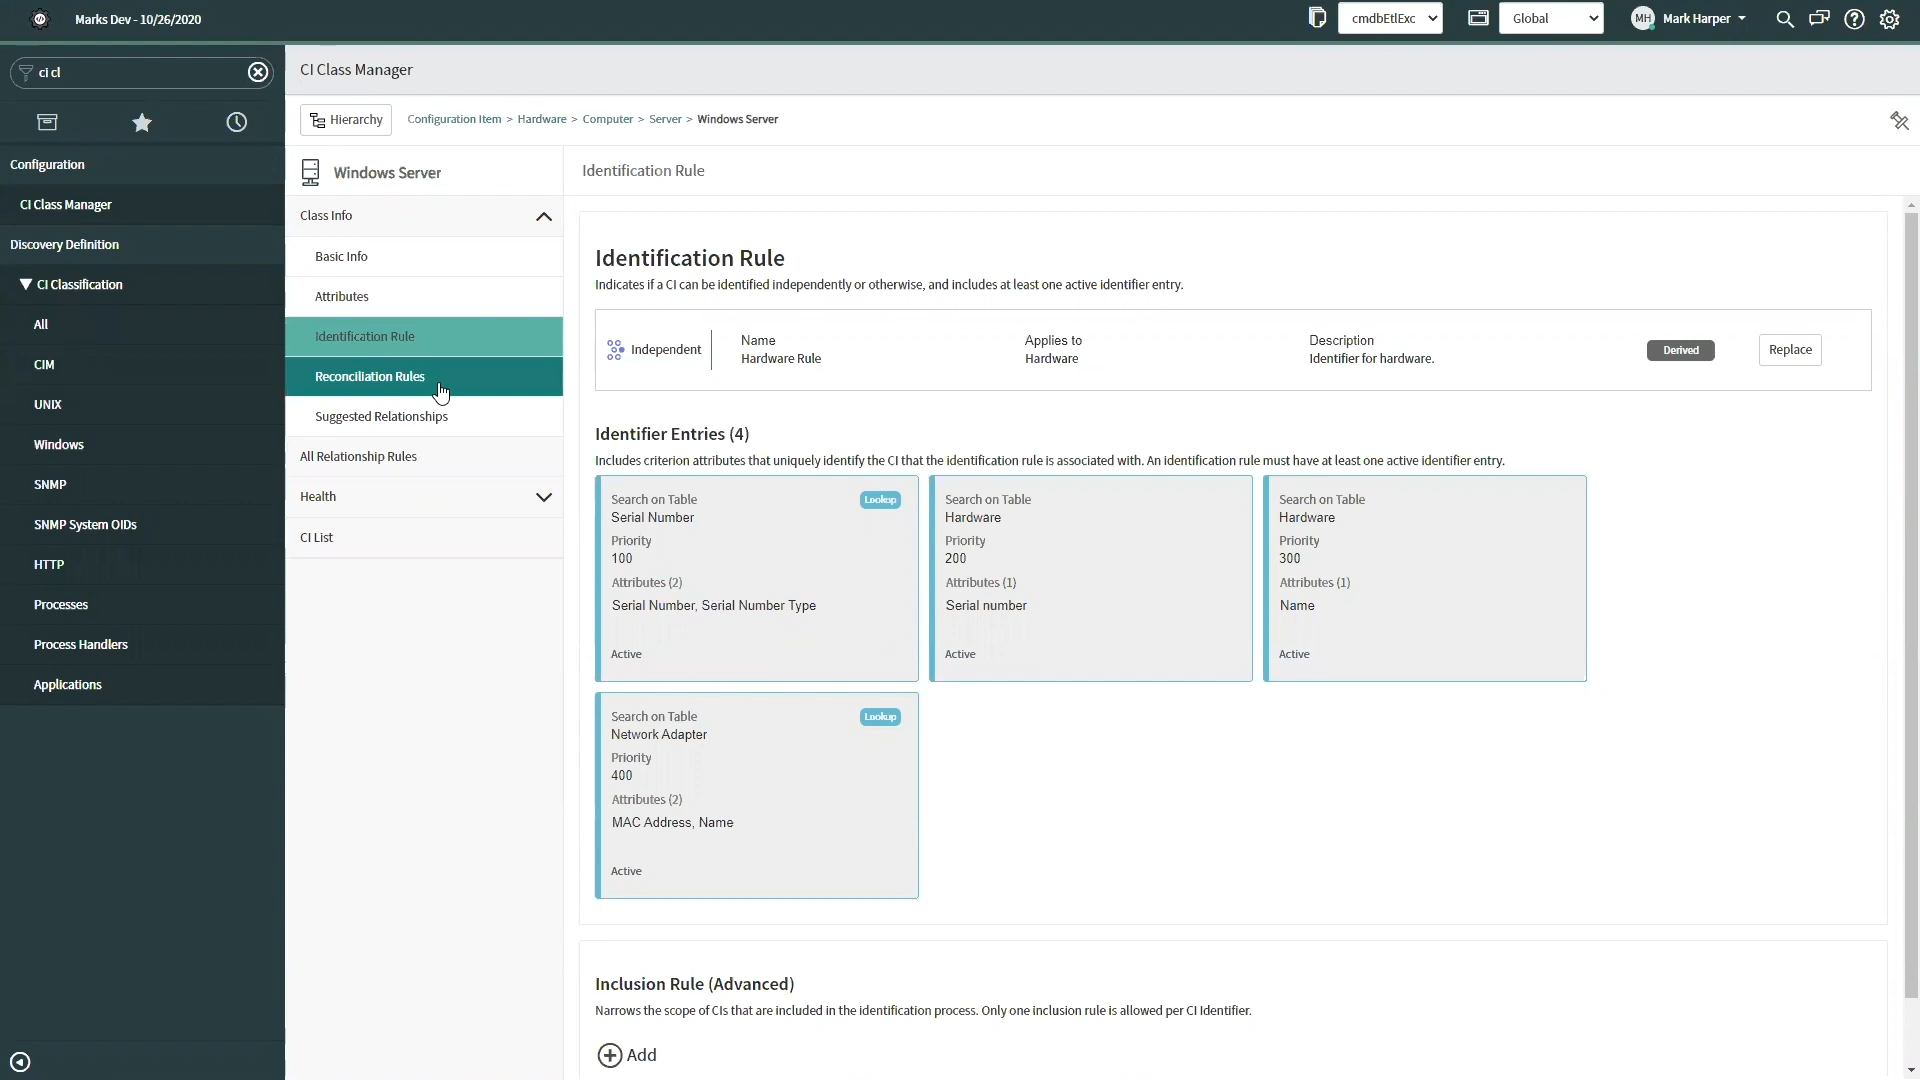 Marks Dev - 10/26/2020
cmdbEtlExc
Global
MH
Mark Harper
ci cl
Configuration
CI Class Manager
Discovery Definition
CI Classification
All
CIM
UNIX
Windows
SNMP
SNMP System OIDs
HTTP
Processes
Process Handlers
Applications
CI Class Manager
Hierarchy
Configuration Item > Hardware > Computer > Server > Windows Server
Windows Server
Class Info
Basic Info
Attributes
Identification Rule
Reconciliation Rules
Suggested Relationships
All Relationship Rules
Health
CI List
Identification Rule
Identification Rule
Indicates if a CI can be identified independently or otherwise, and includes at least one active identifier entry.
Independent
Name
Hardware Rule
Applies to
Hardware
Description
Identifier for hardware.
Derived
Replace
Identifier Entries (4)
Includes criterion attributes that uniquely identify the CI that the identification rule is associated with. An identification rule must have at least one active identifier entry.
Search on Table
Lookup
Serial Number
Priority
100
Attributes (2)
Serial Number, Serial Number Type
Active
Search on Table
Hardware
Priority
200
Attributes (1)
Serial number
Active
Search on Table
Hardware
Priority
300
Attributes (1)
Name
Active
Search on Table
Lookup
Network Adapter
Priority
400
Attributes (2)
MAC Address, Name
Active
Inclusion Rule (Advanced)
Narrows the scope of CIs that are included in the identification process. Only one inclusion rule is allowed per CI Identifier.
Add